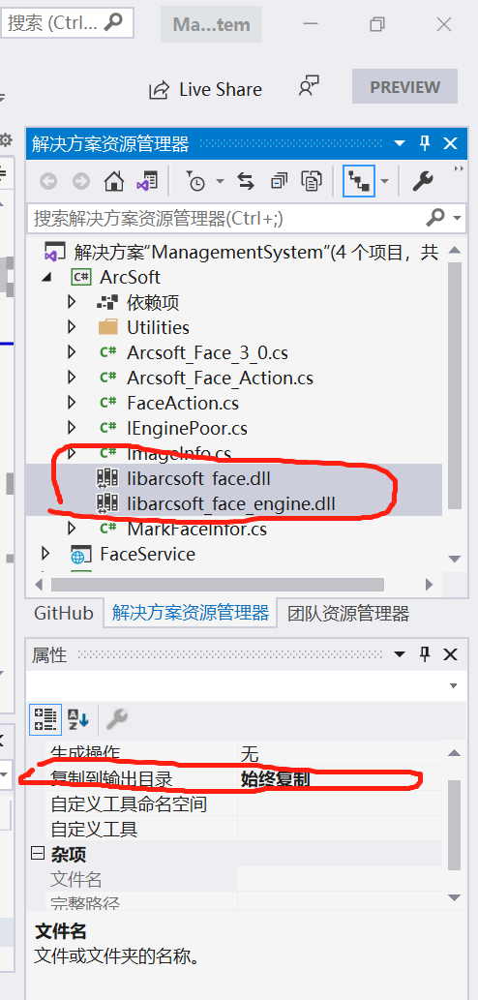 搜索 (Ctrl...
Ma...tem
Live Share
PREVIEW
解决方案资源管理器
搜索解决方案资源管理器(Ctrl+;)
解决方案"ManagementSystem"(4 个项目，共
C# ArcSoft
依赖项
Utilities
C# Arcsoft_Face_3_0.cs
C# Arcsoft_Face_Action.cs
C# FaceAction.cs
C# IEnginePoor.cs
C# ImageInfo.cs
libarcsoft_face.dll
libarcsoft_face_engine.dll
C# MarkFaceInfor.cs
FaceService
GitHub 解决方案资源管理器 团队资源管理器
属性
生成操作 无
复制到输出目录 始终复制
自定义工具命名空间
自定义工具
杂项
文件名
完整路径
文件名
文件或文件夹的名称。